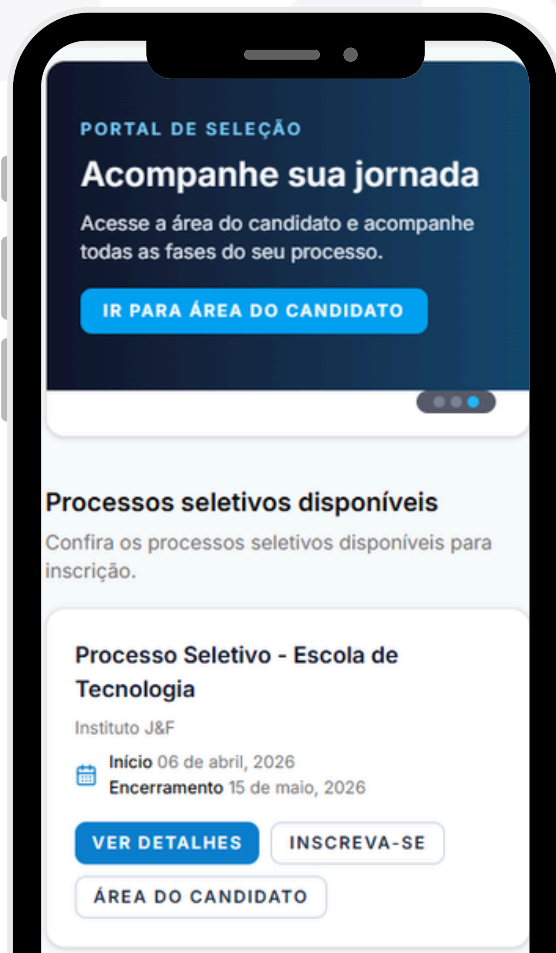 PORTAL DE SELEÇÃO
Acompanhe sua jornada
Acesse a área do candidato e acompanhe
todas as fases do seu processo.
IR PARA ÁREA DO CANDIDATO
Processos seletivos disponíveis
Confira os processos seletivos disponíveis para
inscrição.
Processo Seletivo - Escola de
Tecnologia
Instituto J&F
Início 06 de abril, 2026
Encerramento 15 de maio, 2026
VER DETALHES
INSCREVA-SE
ÁREA DO CANDIDATO